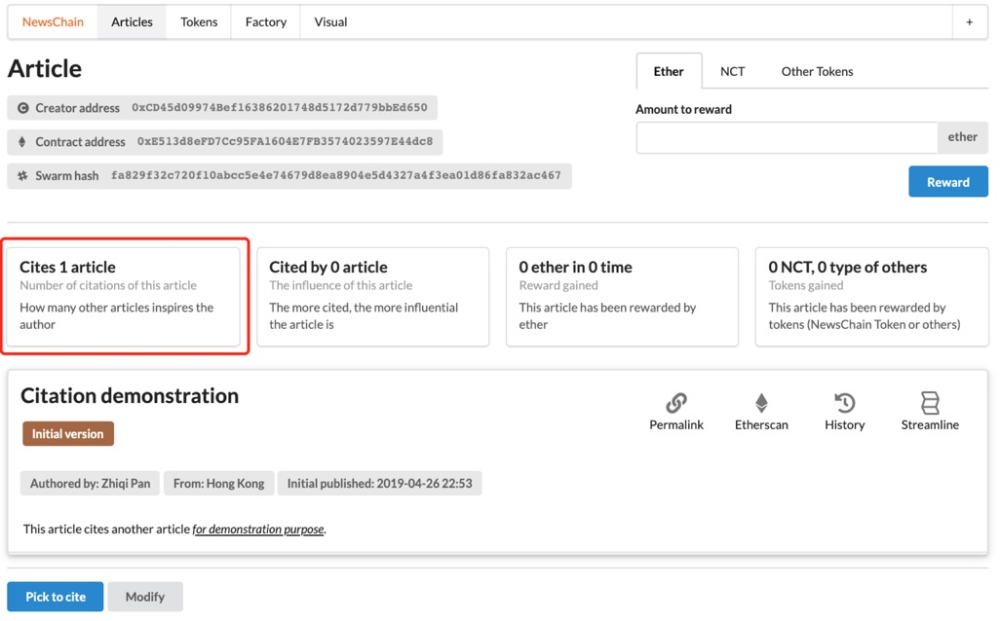 NewsChain Articles Tokens Factory Visual +
Article
Creator address 0xCD45d09974Bef16386201748d5172d779bbEd650
Contract address 0xE513d8eFD7Cc95FA1604E7FB3574023597E44dc8
Swarm hash fa829f32c720f10abcc5e4e74679d8ea8904e5d4327a4f3ea01d86fa832ac467
Ether NCT Other Tokens
Amount to reward
ether
Reward
Cites 1 article
Number of citations of this article
How many other articles inspires the
author
Cited by 0 article
The influence of this article
The more cited, the more influential
the article is
0 ether in 0 time
Reward gained
This article has been rewarded by
ether
0 NCT, 0 type of others
Tokens gained
This article has been rewarded by
tokens (NewsChain Token or others)
Citation demonstration
Initial version
Permalink Etherscan History Streamline
Authored by: Zhiqi Pan From: Hong Kong Initial published: 2019-04-26 22:53
This article cites another article for demonstration purpose.
Pick to cite Modify